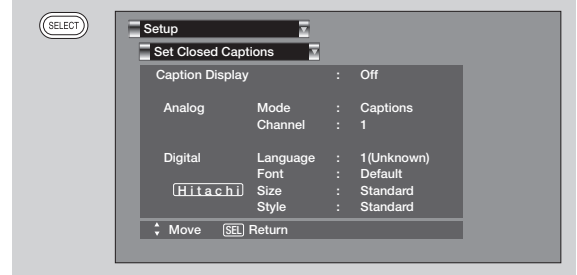 SELECT
Setup
Set Closed Captions
Caption Display : Off
Analog Mode : Captions
Channel : 1
Digital Language : 1(Unknown)
Font : Default
Hitachi Size : Standard
Style : Standard
Move SEL Return